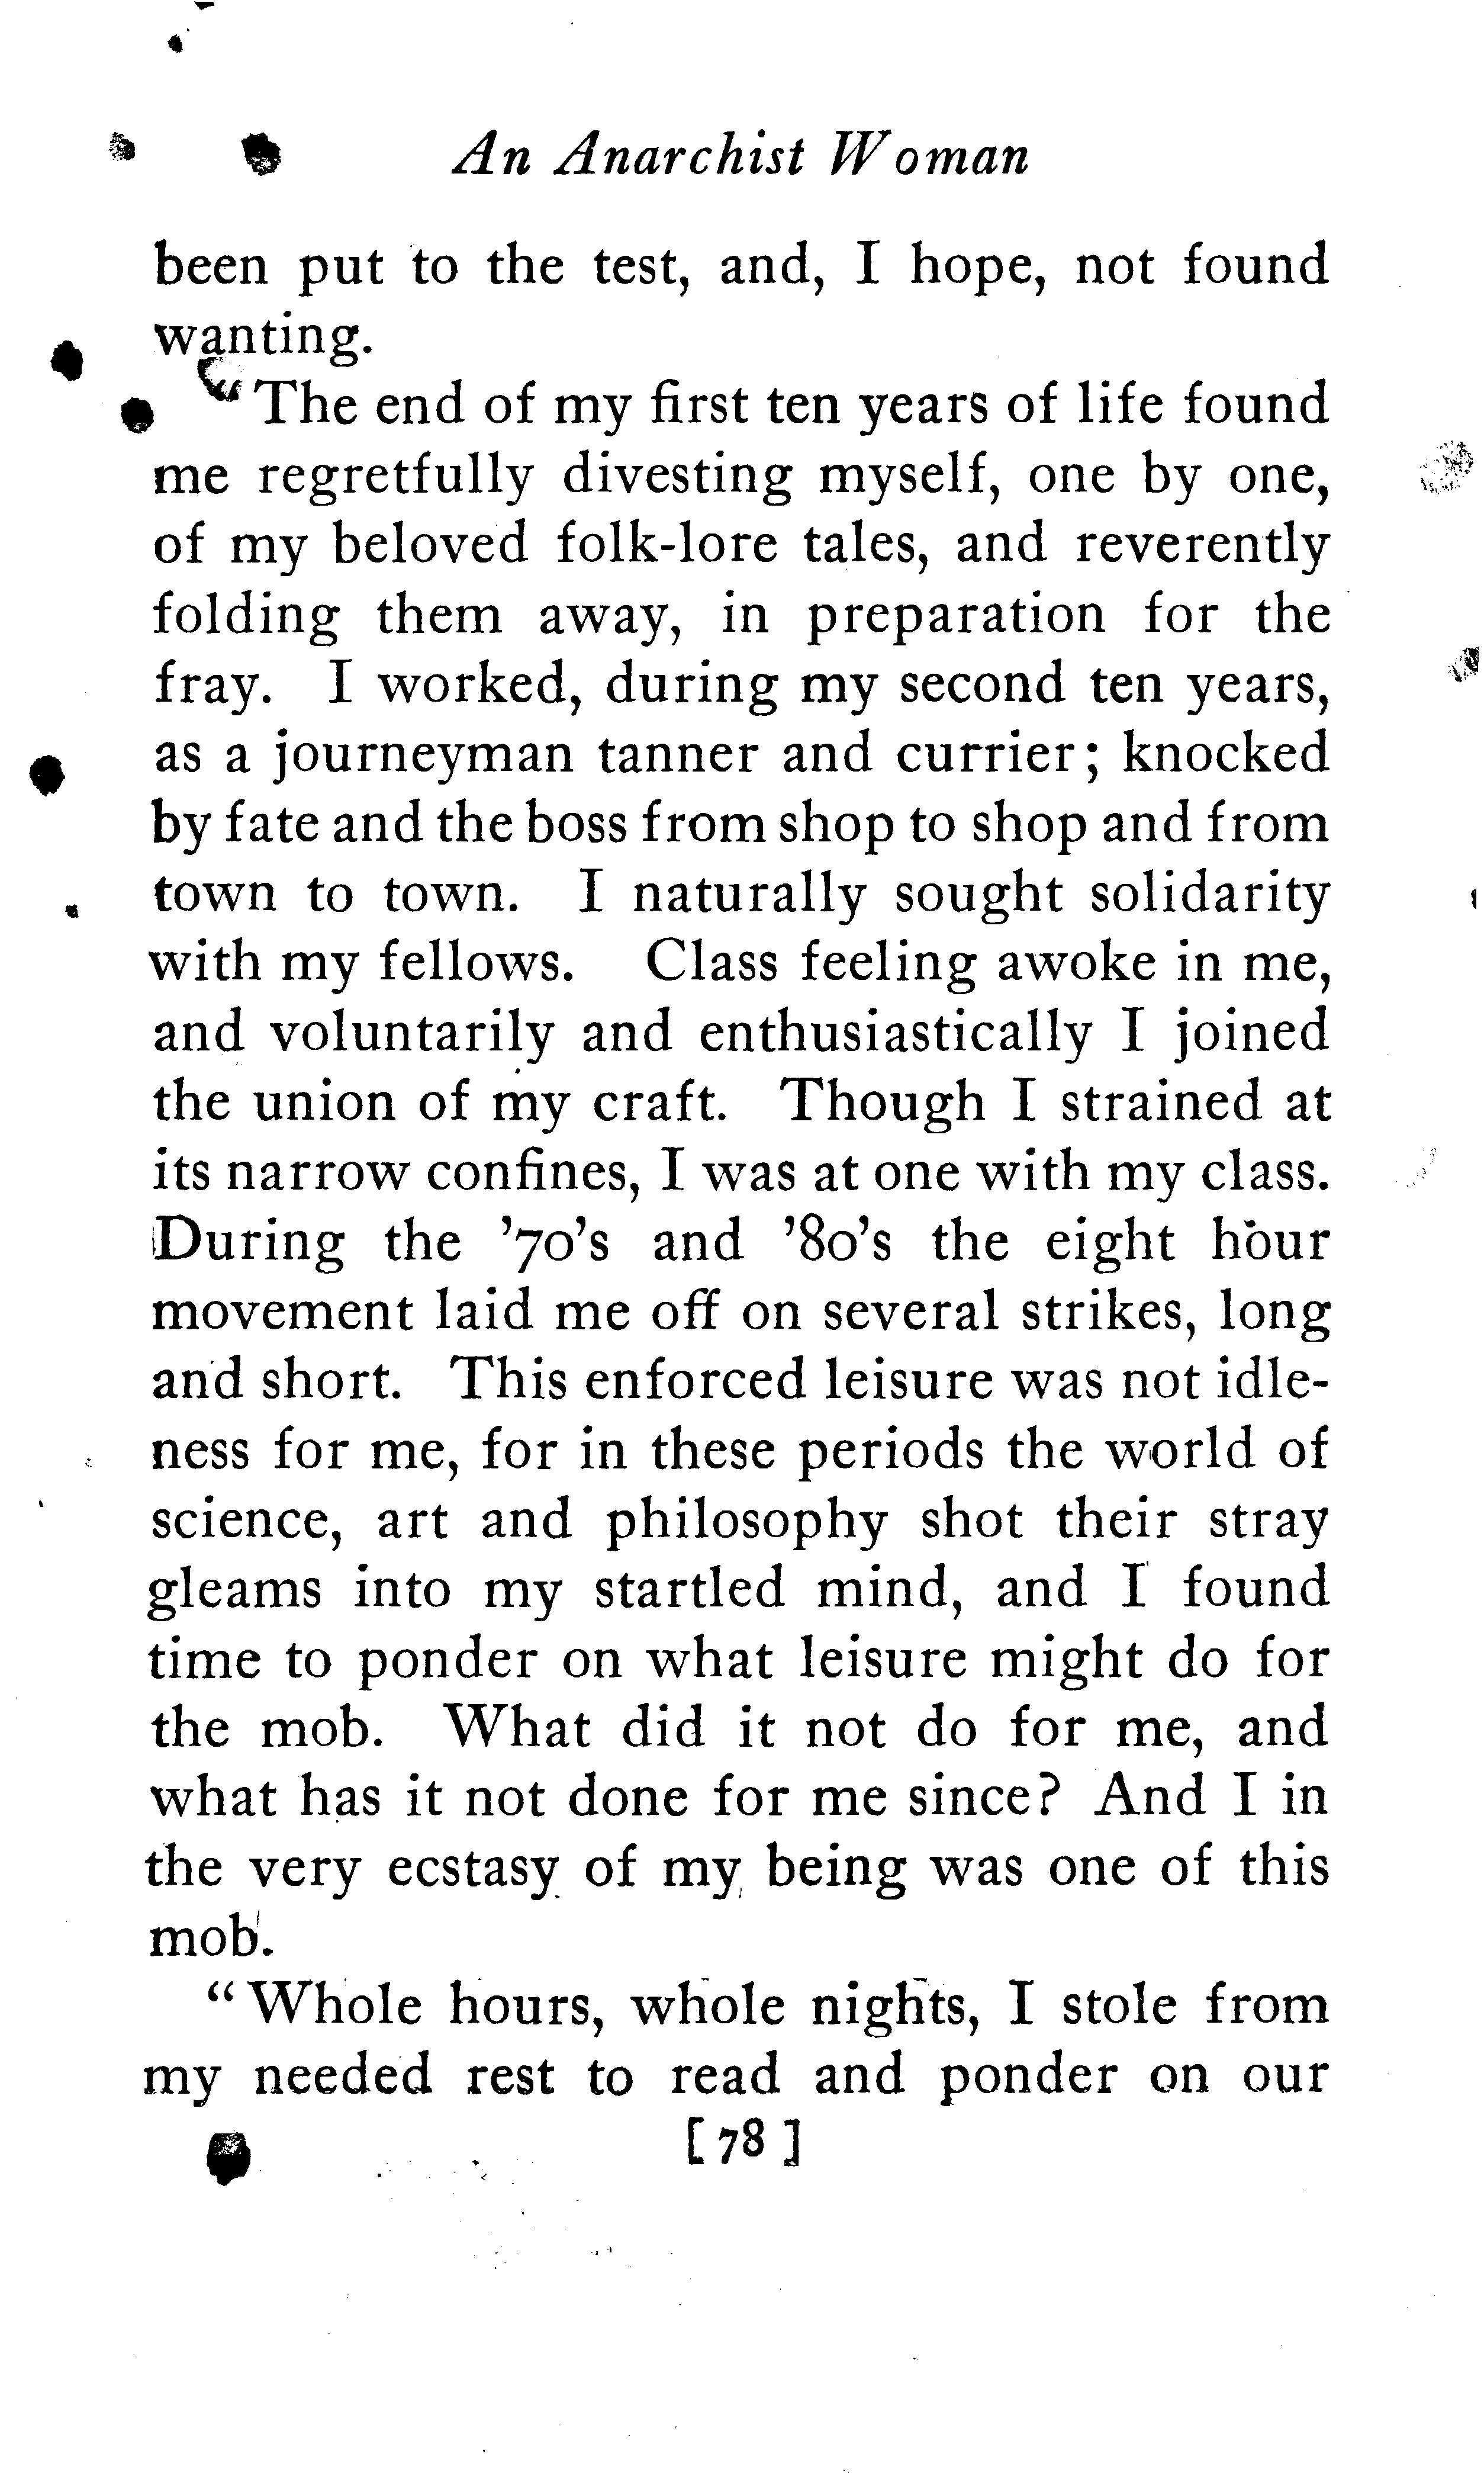 An Anarchist Woman
been put to the test, and, I hope, not found
wanting.
“The end of my first ten years of life found
me regretfully divesting myself, one by one,
of my beloved folk-lore tales, and reverently
folding them away, in preparation for the
fray. I worked, during my second ten years,
as a journeyman tanner and currier; knocked
by fate and the boss from shop to shop and from
town to town. I naturally sought solidarity
with my fellows. Class feeling awoke in me,
and voluntarily and enthusiastically I joined
the union of my craft. Though I strained at
its narrow confines, I was at one with my class.
During the ’70’s and ’80’s the eight hour
movement laid me off on several strikes, long
and short. This enforced leisure was not idle-
ness for me, for in these periods the world of
science, art and philosophy shot their stray
gleams into my startled mind, and I found
time to ponder on what leisure might do for
the mob. What did it not do for me, and
what has it not done for me since? And I in
the very ecstasy of my being was one of this
mob.
“Whole hours, whole nights, I stole from
my needed rest to read and ponder on our
[ 78 ]